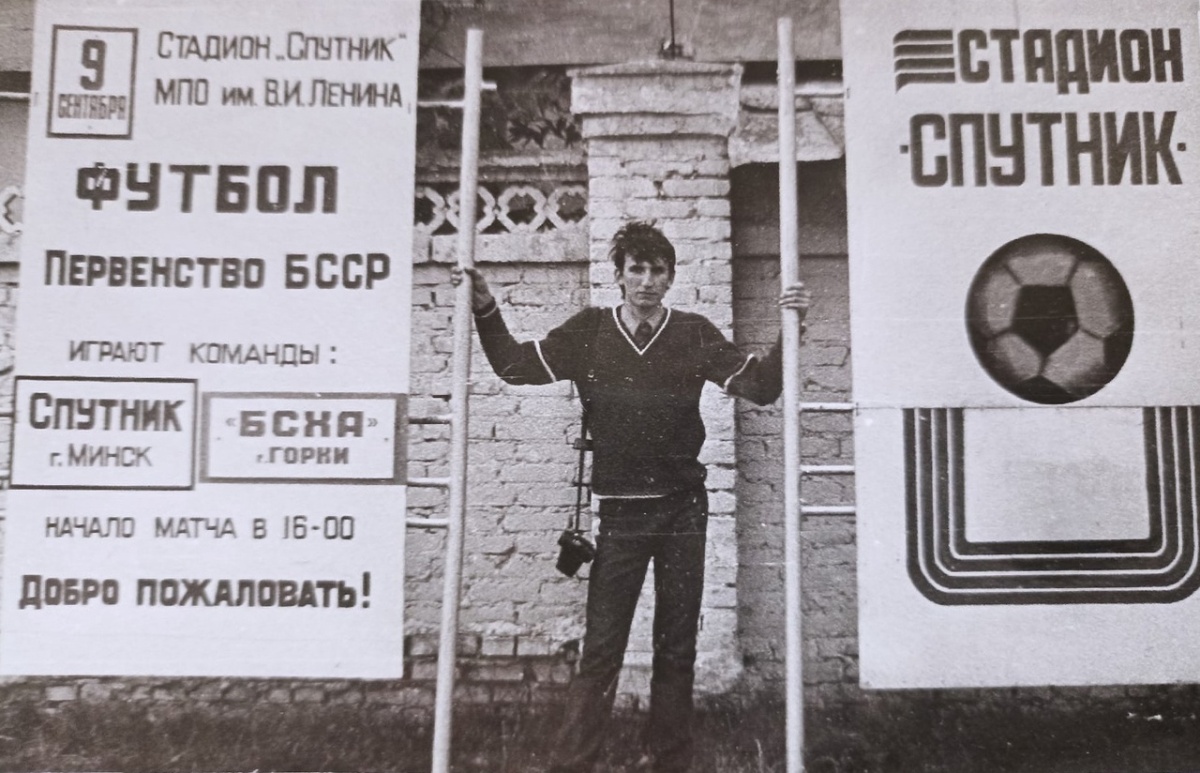 9
СЕНТЯБРЯ
СТАДИОН „СПУТНИК“
МПО им. В.И. ЛЕНИНА
ФУТБОЛ
ПЕРВЕНСТВО БССР
ИГРАЮТ КОМАНДЫ:
СПУТНИК
г. МИНСК
«БСХА»
г. ГОРКИ
НАЧАЛО МАТЧА В 16-00
ДОБРО ПОЖАЛОВАТЬ!
СТАДИОН
·СПУТНИК·